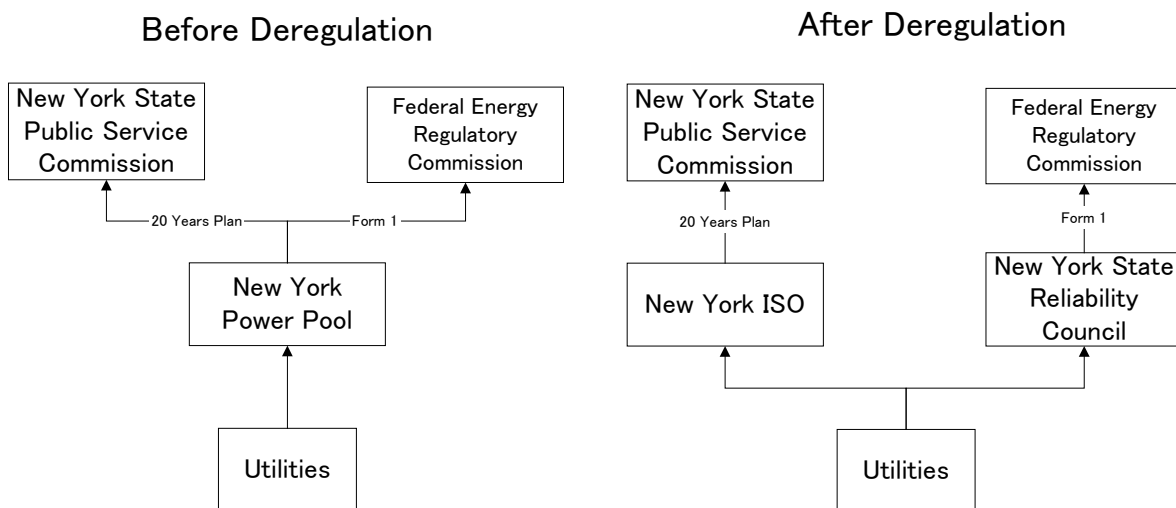 Before Deregulation
New York State
Public Service
Commission
Federal Energy
Regulatory
Commission
20 Years Plan
Form 1
New York
Power Pool
Utilities
After Deregulation
New York State
Public Service
Commission
Federal Energy
Regulatory
Commission
20 Years Plan
Form 1
New York ISO
New York State
Reliability
Council
Utilities